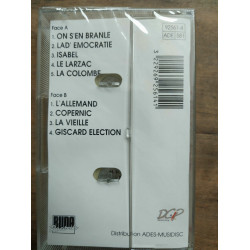 Face A
1. ON S'EN BRANLE
2. LAD' EMOCRATIE
3. ISABEL
4. LE LARZAC
5. LA COLOMBE
Face B
1. L'ALLEMAND
2. COPERNIC
3. LA VIEILLE
4. GISCARD ELECTION
Distribution ADES-MUSIDISC